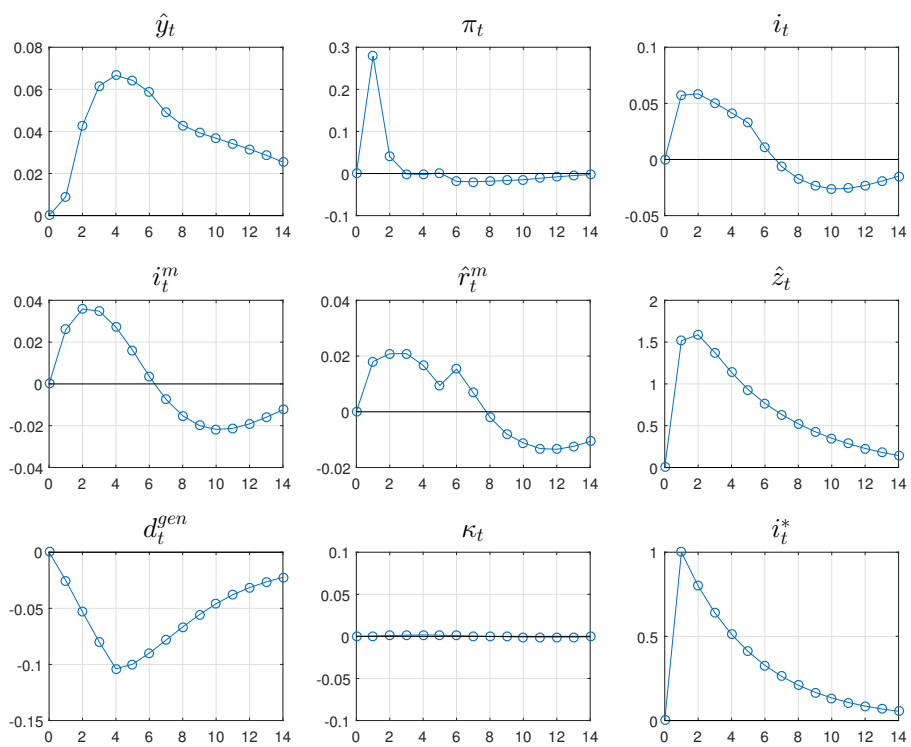 ŷ_t π_t i_t
0.08 0.3 0.1
0.06 0.2 0.05
0.04 0.1 0
0.02 0 -0.05
0 -0.1
0 2 4 6 8 10 12 14 0 2 4 6 8 10 12 14 0 2 4 6 8 10 12 14
i_t^m r̂_t^m ẑ_t
0.04 0.04 2
0.02 0.02 1.5
0 0 1
-0.02 -0.02 0.5
-0.04 0
0 2 4 6 8 10 12 14 0 2 4 6 8 10 12 14 0 2 4 6 8 10 12 14
d_t^{gen} κ_t i_t^*
0 0.1 1
-0.05 0.05 0.5
-0.1 0 0
-0.15 -0.05
-0.1
0 2 4 6 8 10 12 14 0 2 4 6 8 10 12 14 0 2 4 6 8 10 12 14